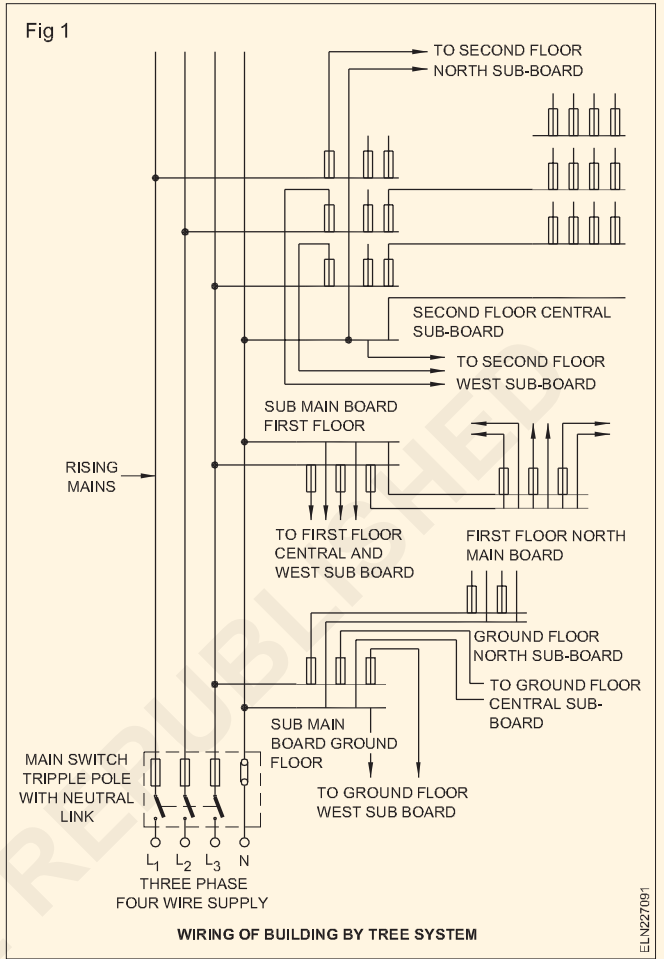 Fig 1
TO SECOND FLOOR
NORTH SUB-BOARD
SECOND FLOOR CENTRAL
SUB-BOARD
TO SECOND FLOOR
WEST SUB-BOARD
SUB MAIN BOARD
FIRST FLOOR
RISING
MAINS
TO FIRST FLOOR
CENTRAL AND
WEST SUB BOARD
FIRST FLOOR NORTH
MAIN BOARD
GROUND FLOOR
NORTH SUB-BOARD
TO GROUND FLOOR
CENTRAL SUB-
BOARD
SUB MAIN
BOARD GROUND
FLOOR
TO GROUND FLOOR
WEST SUB BOARD
MAIN SWITCH
TRIPPLE POLE
WITH NEUTRAL
LINK
L1 L2 L3 N
THREE PHASE
FOUR WIRE SUPPLY
WIRING OF BUILDING BY TREE SYSTEM
ELN227091
REPUBLISHED